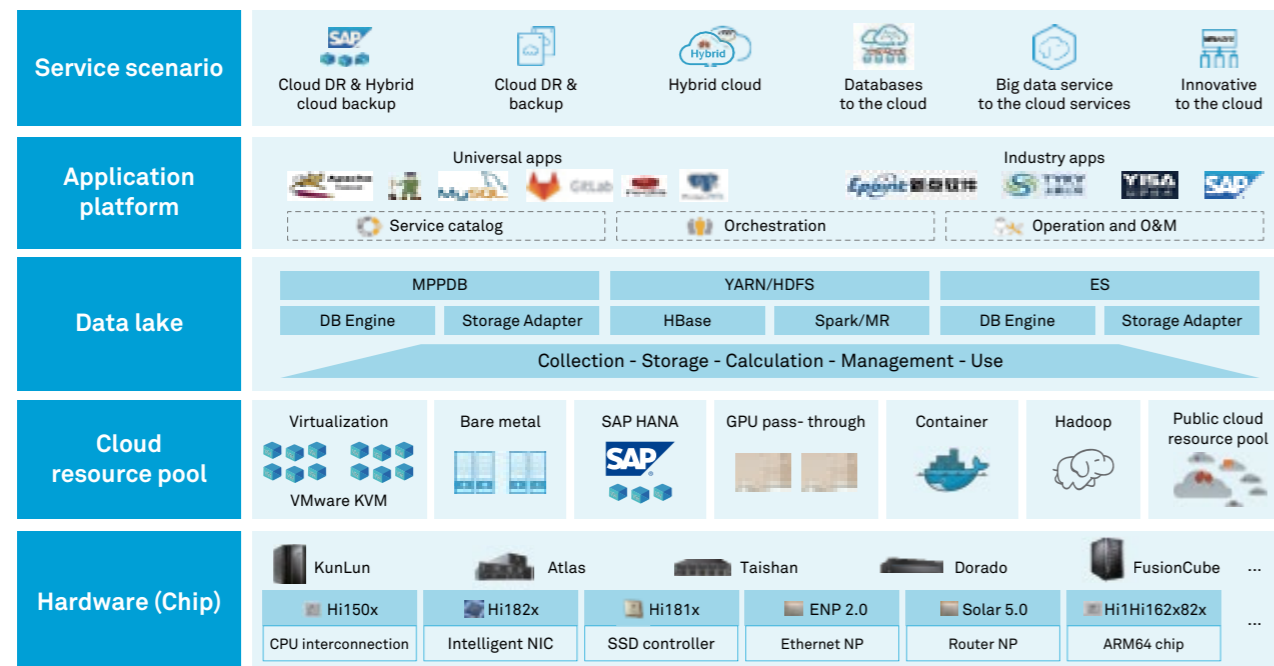 Service scenario
SAP
Cloud DR & Hybrid
cloud backup
Cloud DR &
backup
Hybrid
Hybrid cloud
Databases
to the cloud
Big data service
to the cloud services
Innovative
to the cloud
Application
platform
Universal apps
Apache
MySQL
GitLab
Industry apps
Epoint
SAP
Service catalog
Orchestration
Operation and O&M
Data lake
MPPDB
YARN/HDFS
ES
DB Engine
Storage Adapter
HBase
Spark/MR
DB Engine
Storage Adapter
Collection - Storage - Calculation - Management - Use
Cloud
resource pool
Virtualization
VMware KVM
Bare metal
SAP HANA
SAP
GPU pass- through
Container
Hadoop
Public cloud
resource pool
Hardware (Chip)
KunLun
Atlas
Taishan
Dorado
FusionCube
...
Hi150x
Hi182x
Hi181x
ENP 2.0
Solar 5.0
Hi1Hi162x82x
CPU interconnection
Intelligent NIC
SSD controller
Ethernet NP
Router NP
ARM64 chip
...